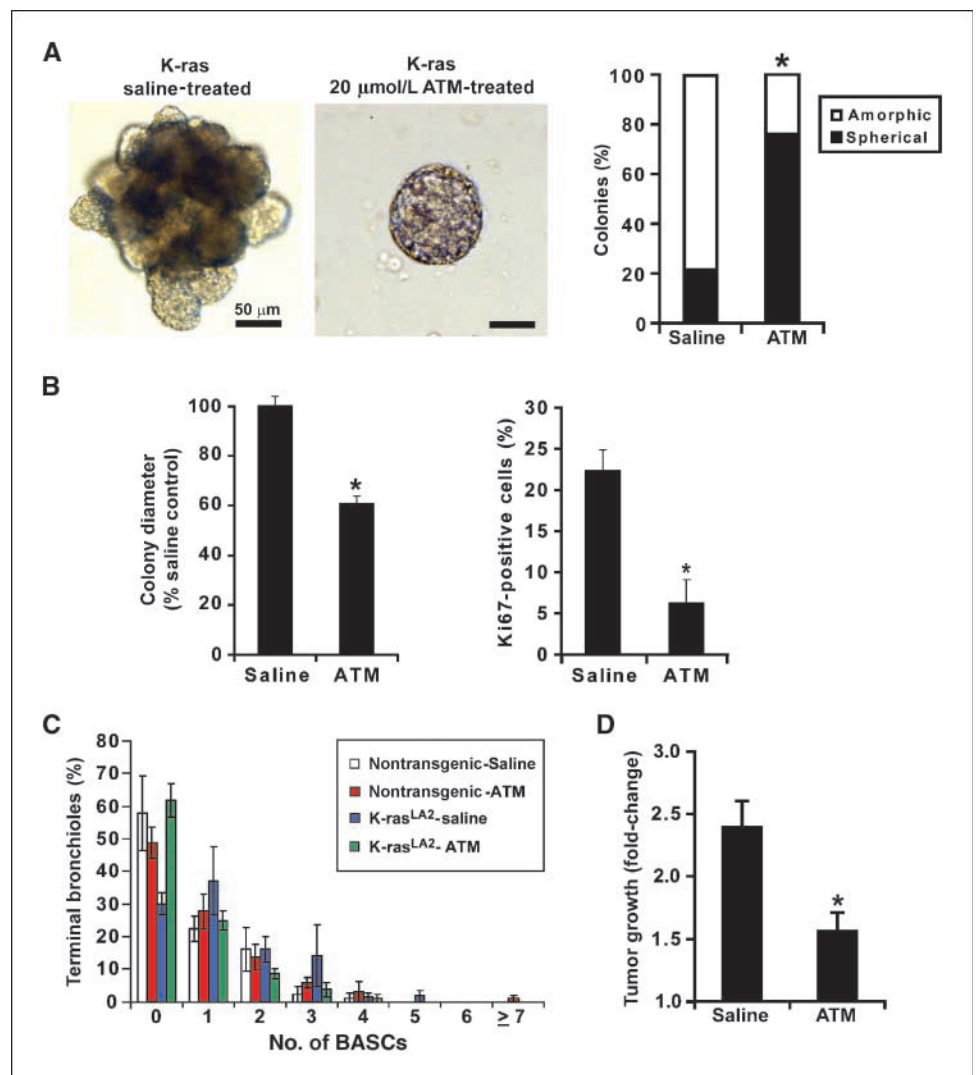 A
K-ras
saline-treated
50 μm
K-ras
20 μmol/L ATM-treated
*
Colonies (%)
100
80
60
40
20
0
Saline
ATM
Amorphic
Spherical
B
Colony diameter
(% saline control)
100
80
60
40
20
0
*
Saline
ATM
Ki67-positive cells (%)
30
25
20
15
10
5
0
*
Saline
ATM
C
Terminal bronchioles (%)
80
70
60
50
40
30
20
10
0
Nontransgenic-Saline
Nontransgenic-ATM
K-rasLA2-saline
K-rasLA2- ATM
0 1 2 3 4 5 6 ≥ 7
No. of BASCs
D
Tumor growth (fold-change)
3.0
2.5
2.0
1.5
1.0
*
Saline
ATM